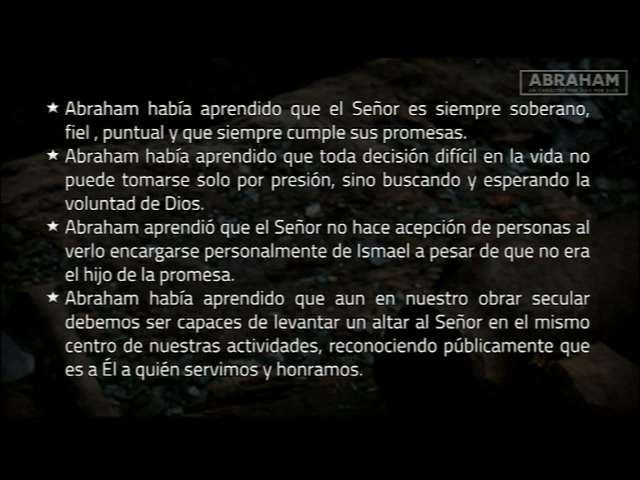 ABRAHAM
★ Abraham había aprendido que el Señor es siempre soberano,
fiel , puntual y que siempre cumple sus promesas.
★ Abraham había aprendido que toda decisión difícil en la vida no
puede tomarse solo por presión, sino buscando y esperando la
voluntad de Dios.
★ Abraham aprendió que el Señor no hace acepción de personas al
verlo encargarse personalmente de Ismael a pesar de que no era
el hijo de la promesa.
★ Abraham había aprendido que aun en nuestro obrar secular
debemos ser capaces de levantar un altar al Señor en el mismo
centro de nuestras actividades, reconociendo públicamente que
es a Él a quién servimos y honramos.